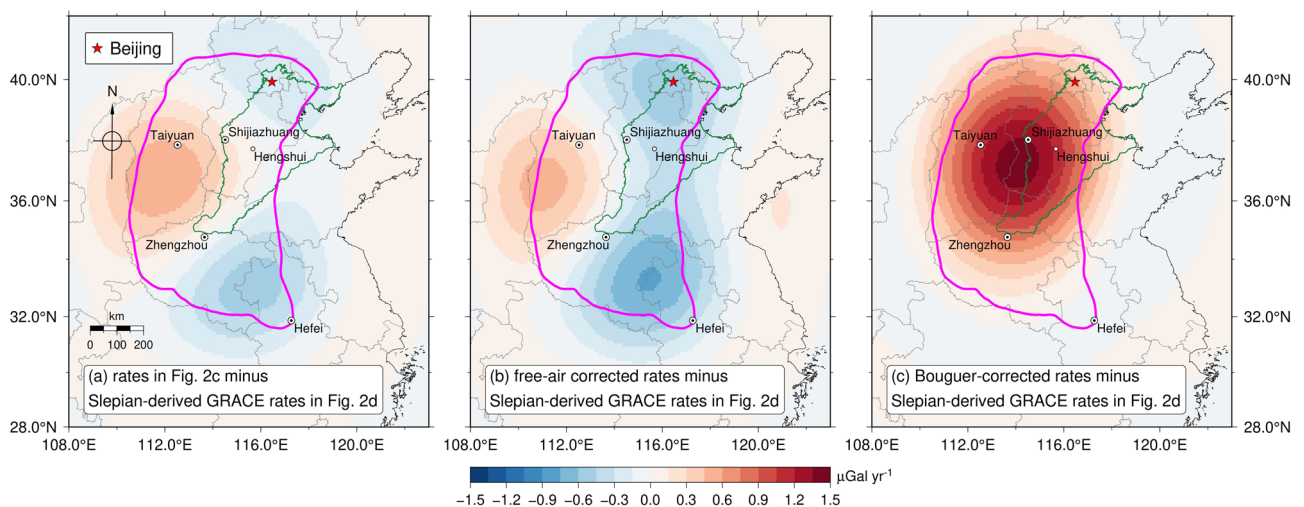 Beijing
N
Taiyuan
Shijiazhuang
Hengshui
Zhengzhou
Hefei
km
0 100 200
(a) rates in Fig. 2c minus
Slepian-derived GRACE rates in Fig. 2d
40.0°N
36.0°N
32.0°N
28.0°N
108.0°E 112.0°E 116.0°E 120.0°E
Taiyuan
Shijiazhuang
Hengshui
Zhengzhou
Hefei
(b) free-air corrected rates minus
Slepian-derived GRACE rates in Fig. 2d
108.0°E 112.0°E 116.0°E 120.0°E
Taiyuan
Shijiazhuang
Hengshui
Zhengzhou
Hefei
(c) Bouguer-corrected rates minus
Slepian-derived GRACE rates in Fig. 2d
108.0°E 112.0°E 116.0°E 120.0°E
40.0°N
36.0°N
32.0°N
28.0°N
μGal yr⁻¹
−1.5 −1.2 −0.9 −0.6 −0.3 0.0 0.3 0.6 0.9 1.2 1.5